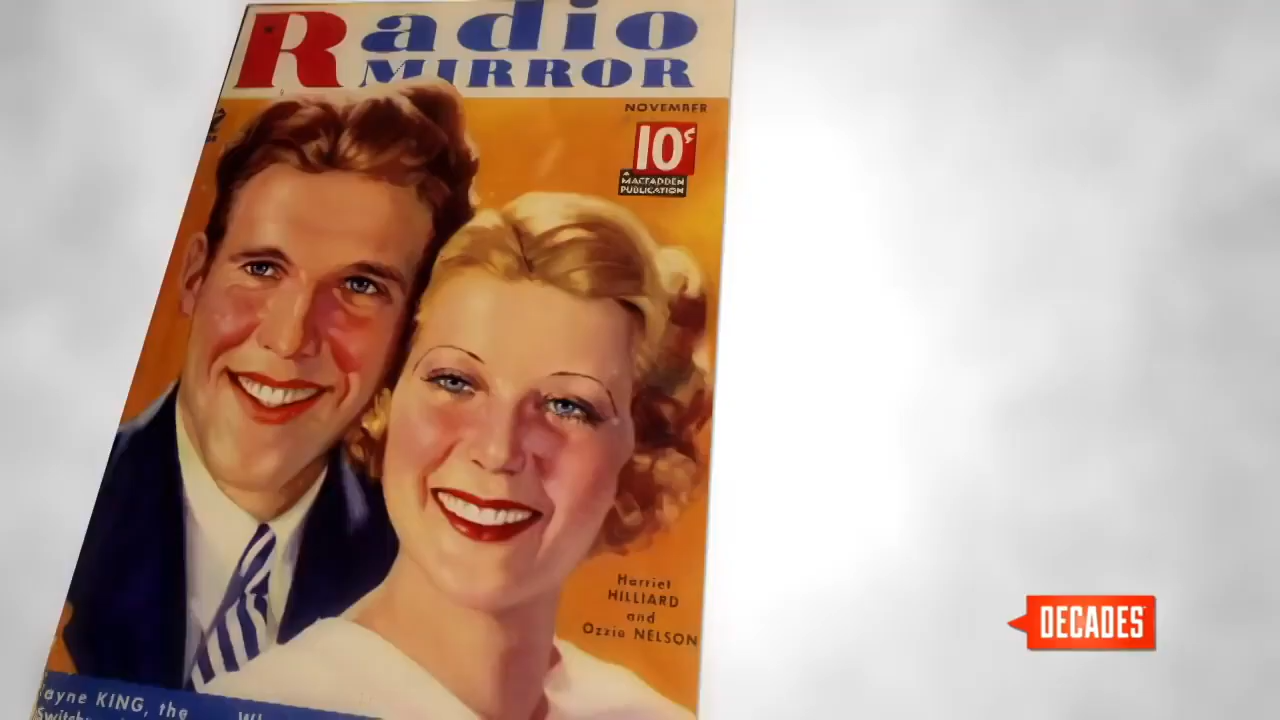 Radio
MIRROR
NOVEMBER
10¢
A
MACFADDEN
PUBLICATION
Harriet
HILLIARD
and
Ozzie NELSON
DECADES
ayne KING, the